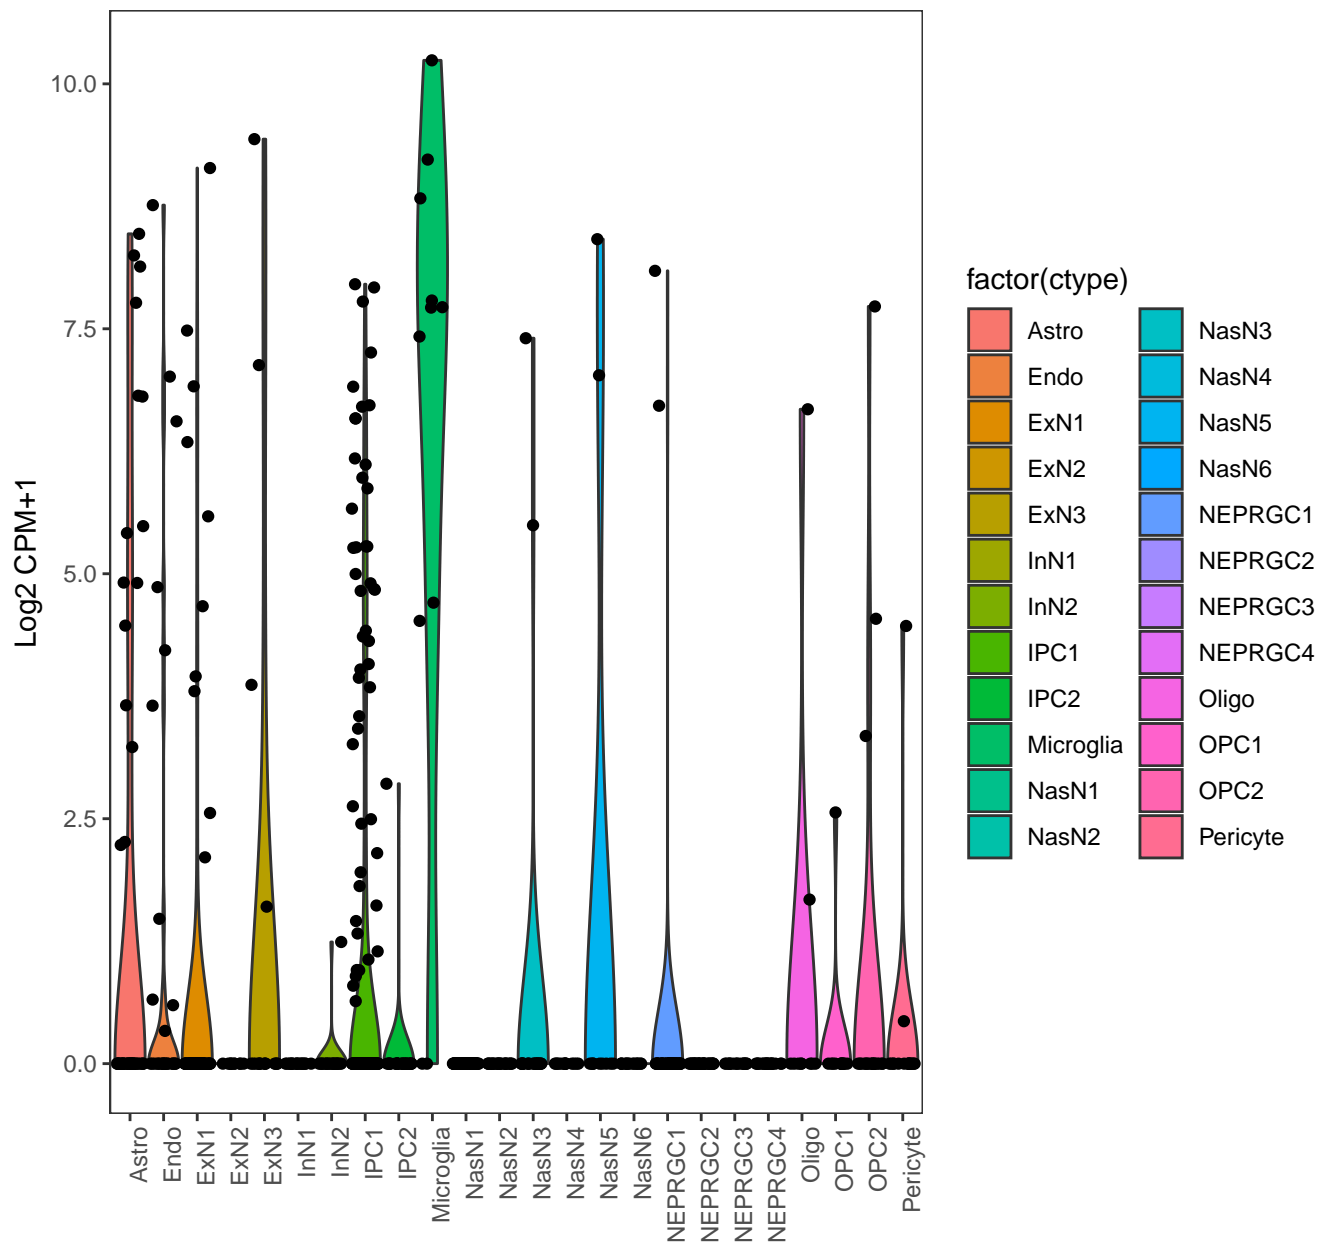 10.0
7.5
5.0
2.5
0.0
Log2 CPM+1
Astro
Endo
ExN1
ExN2
ExN3
InN1
InN2
IPC1
IPC2
Microglia
NasN1
NasN2
NasN3
NasN4
NasN5
NasN6
NEPRGC1
NEPRGC2
NEPRGC3
NEPRGC4
Oligo
OPC1
OPC2
Pericyte
factor(ctype)
Astro
Endo
ExN1
ExN2
ExN3
InN1
InN2
IPC1
IPC2
Microglia
NasN1
NasN2
NasN3
NasN4
NasN5
NasN6
NEPRGC1
NEPRGC2
NEPRGC3
NEPRGC4
Oligo
OPC1
OPC2
Pericyte